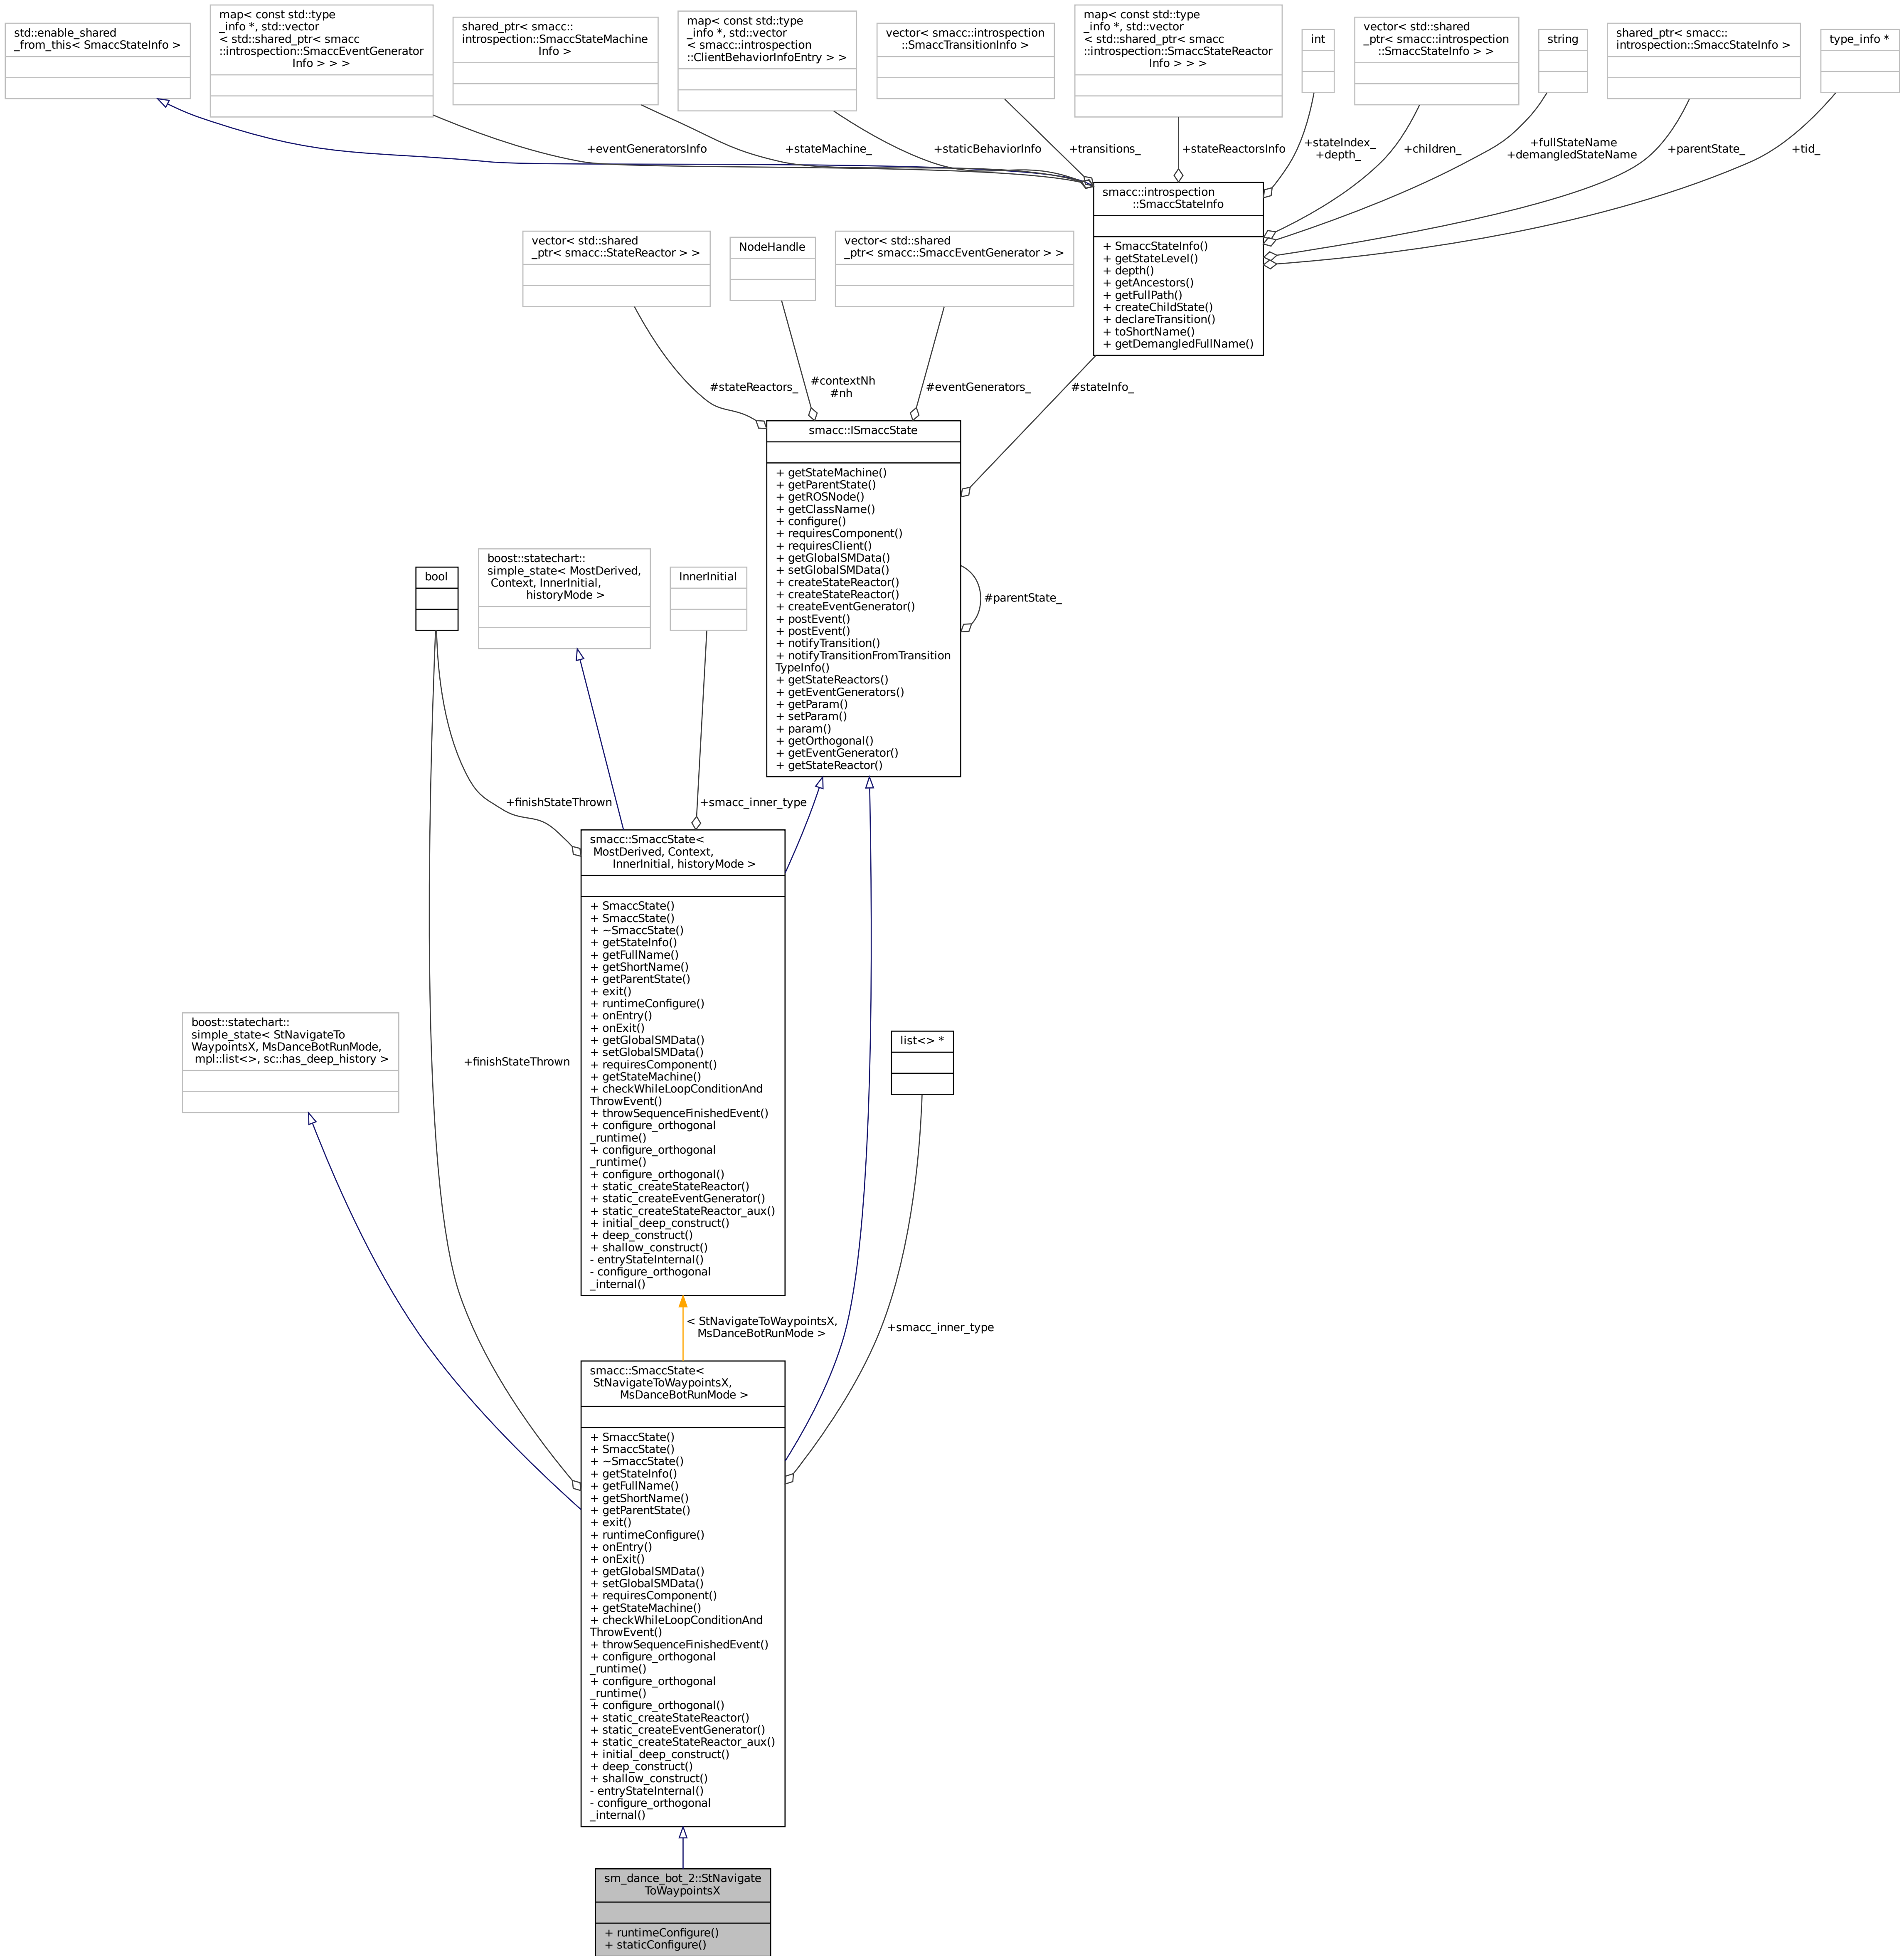 std::enable_shared
_from_this< SmaccStateInfo >
map< const std::type
_info *, std::vector
< std::shared_ptr< smacc
::introspection::SmaccEventGenerator
Info > > >
shared_ptr< smacc::
introspection::SmaccStateMachine
Info >
map< const std::type
_info *, std::vector
< smacc::introspection
::ClientBehaviorInfoEntry > >
vector< smacc::introspection
::SmaccTransitionInfo >
map< const std::type
_info *, std::vector
< std::shared_ptr< smacc
::introspection::SmaccStateReactor
Info > > >
int
vector< std::shared
_ptr< smacc::introspection
::SmaccStateInfo > >
string
shared_ptr< smacc::
introspection::SmaccStateInfo >
type_info *
+eventGeneratorsInfo
+stateMachine_
+staticBehaviorInfo
+transitions_
+stateReactorsInfo
+stateIndex_
+depth_
+children_
+fullStateName
+demangledStateName
+parentState_
+tid_
smacc::introspection
::SmaccStateInfo
+ SmaccStateInfo()
+ getStateLevel()
+ depth()
+ getAncestors()
+ getFullPath()
+ createChildState()
+ declareTransition()
+ toShortName()
+ getDemangledFullName()
vector< std::shared
_ptr< smacc::StateReactor > >
NodeHandle
vector< std::shared
_ptr< smacc::SmaccEventGenerator > >
#stateReactors_
#contextNh
#nh
#eventGenerators_
#stateInfo_
smacc::ISmaccState
+ getStateMachine()
+ getParentState()
+ getROSNode()
+ getClassName()
+ configure()
+ requiresComponent()
+ requiresClient()
+ getGlobalSMData()
+ setGlobalSMData()
+ createStateReactor()
+ createStateReactor()
+ createEventGenerator()
+ postEvent()
+ postEvent()
+ notifyTransition()
+ notifyTransitionFromTransition
TypeInfo()
+ getStateReactors()
+ getEventGenerators()
+ getParam()
+ setParam()
+ param()
+ getOrthogonal()
+ getEventGenerator()
+ getStateReactor()
#parentState_
bool
boost::statechart::
simple_state< MostDerived,
Context, InnerInitial,
historyMode >
InnerInitial
+finishStateThrown
+smacc_inner_type
smacc::SmaccState<
MostDerived, Context,
InnerInitial, historyMode >
+ SmaccState()
+ SmaccState()
+ ~SmaccState()
+ getStateInfo()
+ getFullName()
+ getShortName()
+ getParentState()
+ exit()
+ runtimeConfigure()
+ onEntry()
+ onExit()
+ getGlobalSMData()
+ setGlobalSMData()
+ requiresComponent()
+ getStateMachine()
+ checkWhileLoopConditionAnd
ThrowEvent()
+ throwSequenceFinishedEvent()
+ configure_orthogonal
_runtime()
+ configure_orthogonal
_runtime()
+ configure_orthogonal()
+ static_createStateReactor()
+ static_createEventGenerator()
+ static_createStateReactor_aux()
+ initial_deep_construct()
+ deep_construct()
+ shallow_construct()
- entryStateInternal()
- configure_orthogonal
_internal()
boost::statechart::
simple_state< StNavigateTo
WaypointsX, MsDanceBotRunMode,
mpl::list<>, sc::has_deep_history >
+finishStateThrown
list<> *
< StNavigateToWaypointsX,
MsDanceBotRunMode >
+smacc_inner_type
smacc::SmaccState<
StNavigateToWaypointsX,
MsDanceBotRunMode >
+ SmaccState()
+ SmaccState()
+ ~SmaccState()
+ getStateInfo()
+ getFullName()
+ getShortName()
+ getParentState()
+ exit()
+ runtimeConfigure()
+ onEntry()
+ onExit()
+ getGlobalSMData()
+ setGlobalSMData()
+ requiresComponent()
+ getStateMachine()
+ checkWhileLoopConditionAnd
ThrowEvent()
+ throwSequenceFinishedEvent()
+ configure_orthogonal
_runtime()
+ configure_orthogonal
_runtime()
+ configure_orthogonal()
+ static_createStateReactor()
+ static_createEventGenerator()
+ static_createStateReactor_aux()
+ initial_deep_construct()
+ deep_construct()
+ shallow_construct()
- entryStateInternal()
- configure_orthogonal
_internal()
sm_dance_bot_2::StNavigate
ToWaypointsX
+ runtimeConfigure()
+ staticConfigure()